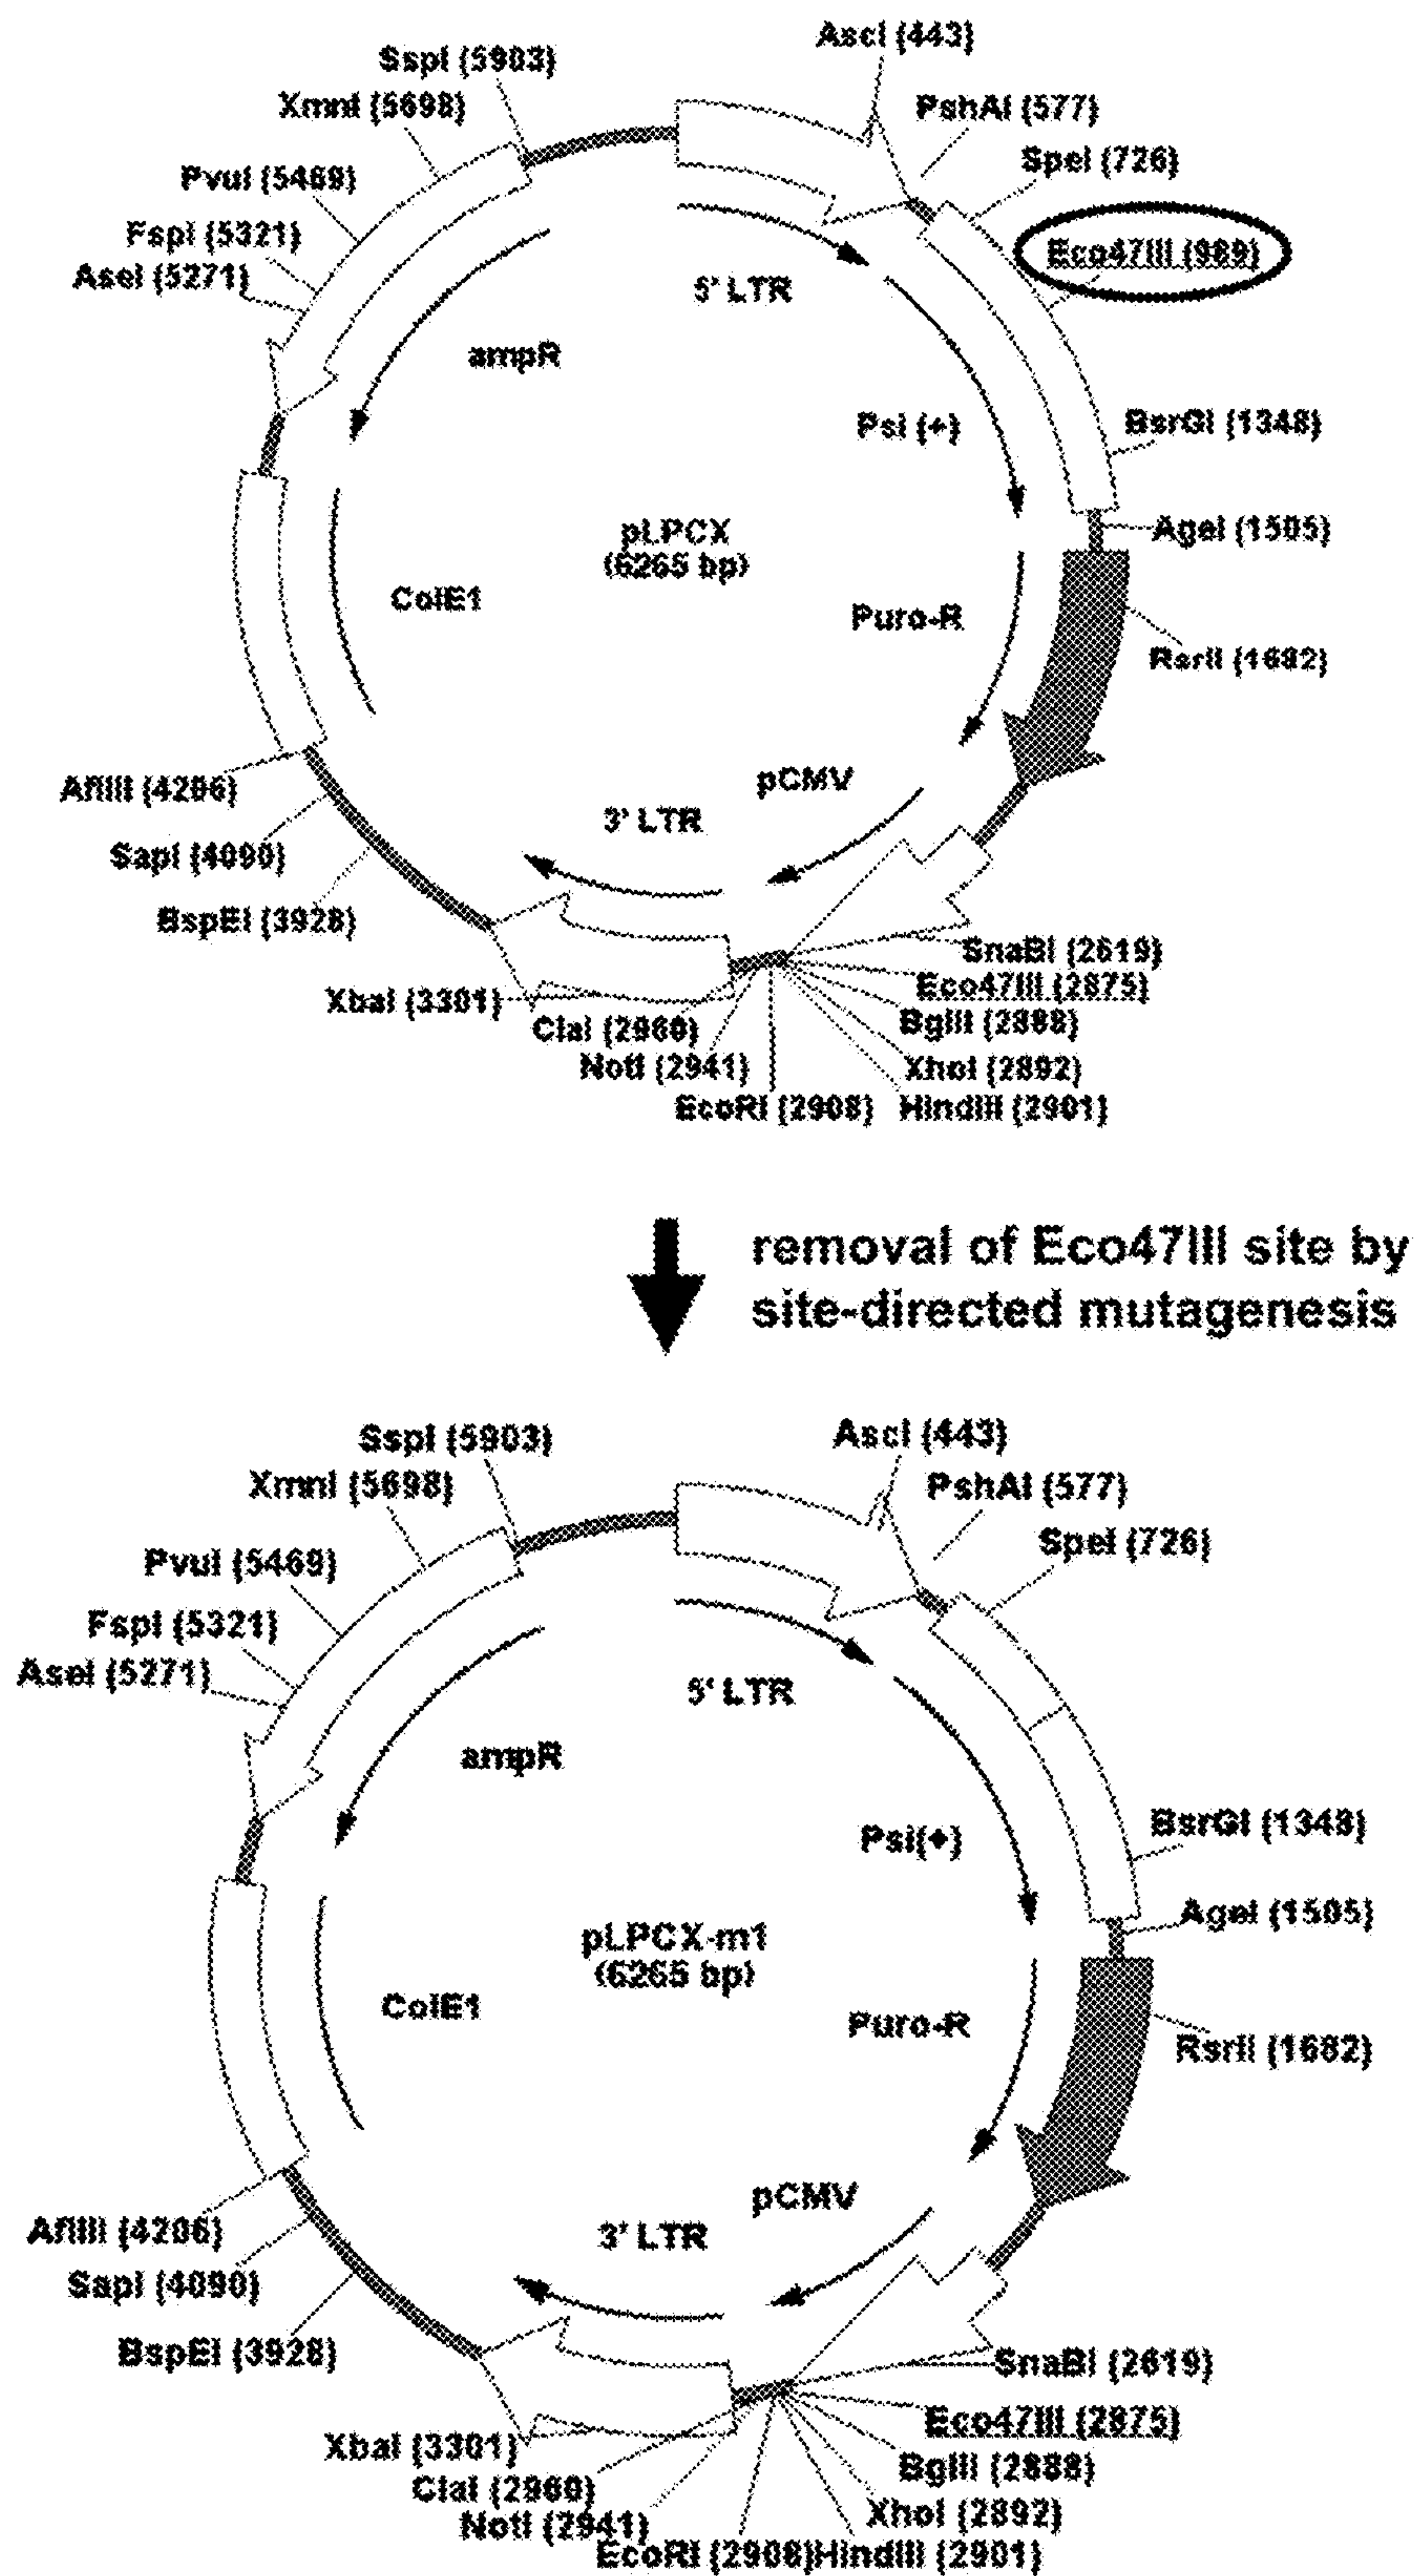 AscI (443)
SspI (5903)
PshAI (577)
XmnI (5698)
SpeI (726)
PvuI (5469)
FspI (5321)
Eco47III (989)
AseI (5271)
5' LTR
ampR
Psi (+)
BsrGI (1348)
pLPCX
(6265 bp)
AgeI (1505)
ColE1
Puro-R
RsrII (1682)
pCMV
AflIII (4206)
3' LTR
SapI (4090)
BspEI (3928)
SnaBI (2619)
Eco47III (2875)
XbaI (3301)
BglII (2888)
ClaI (2960)
NotI (2941)
XhoI (2892)
EcoRI (2908)
HindIII (2901)
removal of Eco47III site by
site-directed mutagenesis
SspI (5903)
AscI (443)
XmnI (5698)
PshAI (577)
SpeI (726)
PvuI (5469)
FspI (5321)
AseI (5271)
5' LTR
ampR
BsrGI (1348)
Psi(+)
AgeI (1505)
pLPCX-m1
(6265 bp)
ColE1
Puro-R
RsrII (1682)
pCMV
AflIII (4206)
3' LTR
SapI (4090)
BspEI (3928)
SnaBI (2619)
Eco47III (2875)
XbaI (3301)
BglII (2888)
ClaI (2960)
XhoI (2892)
NotI (2941)
EcoRI (2908)
HindIII (2901)